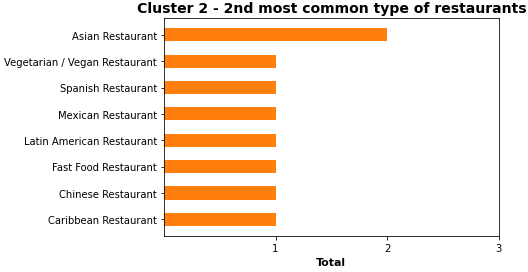 Cluster 2 - 2nd most common type of restaurants
Asian Restaurant
Vegetarian / Vegan Restaurant
Spanish Restaurant
Mexican Restaurant
Latin American Restaurant
Fast Food Restaurant
Chinese Restaurant
Caribbean Restaurant
1 2 3
Total